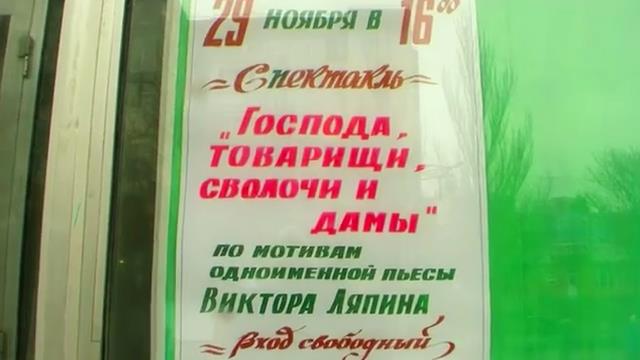 29 НОЯБРЯ В 16⁰⁰
Спектакль
„Господа,
товарищи,
сволочи и
дамы"
по мотивам
одноименной пьесы
Виктора Ляпина,
Вход свободный